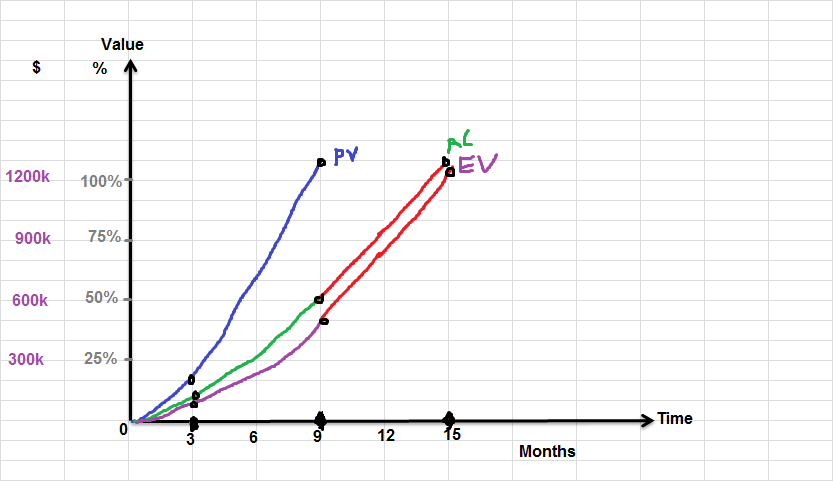 Value
$ %
AC
PV EV
1200k 100%
900k 75%
600k 50%
300k 25%
0 3 6 9 12 15 Time
Months